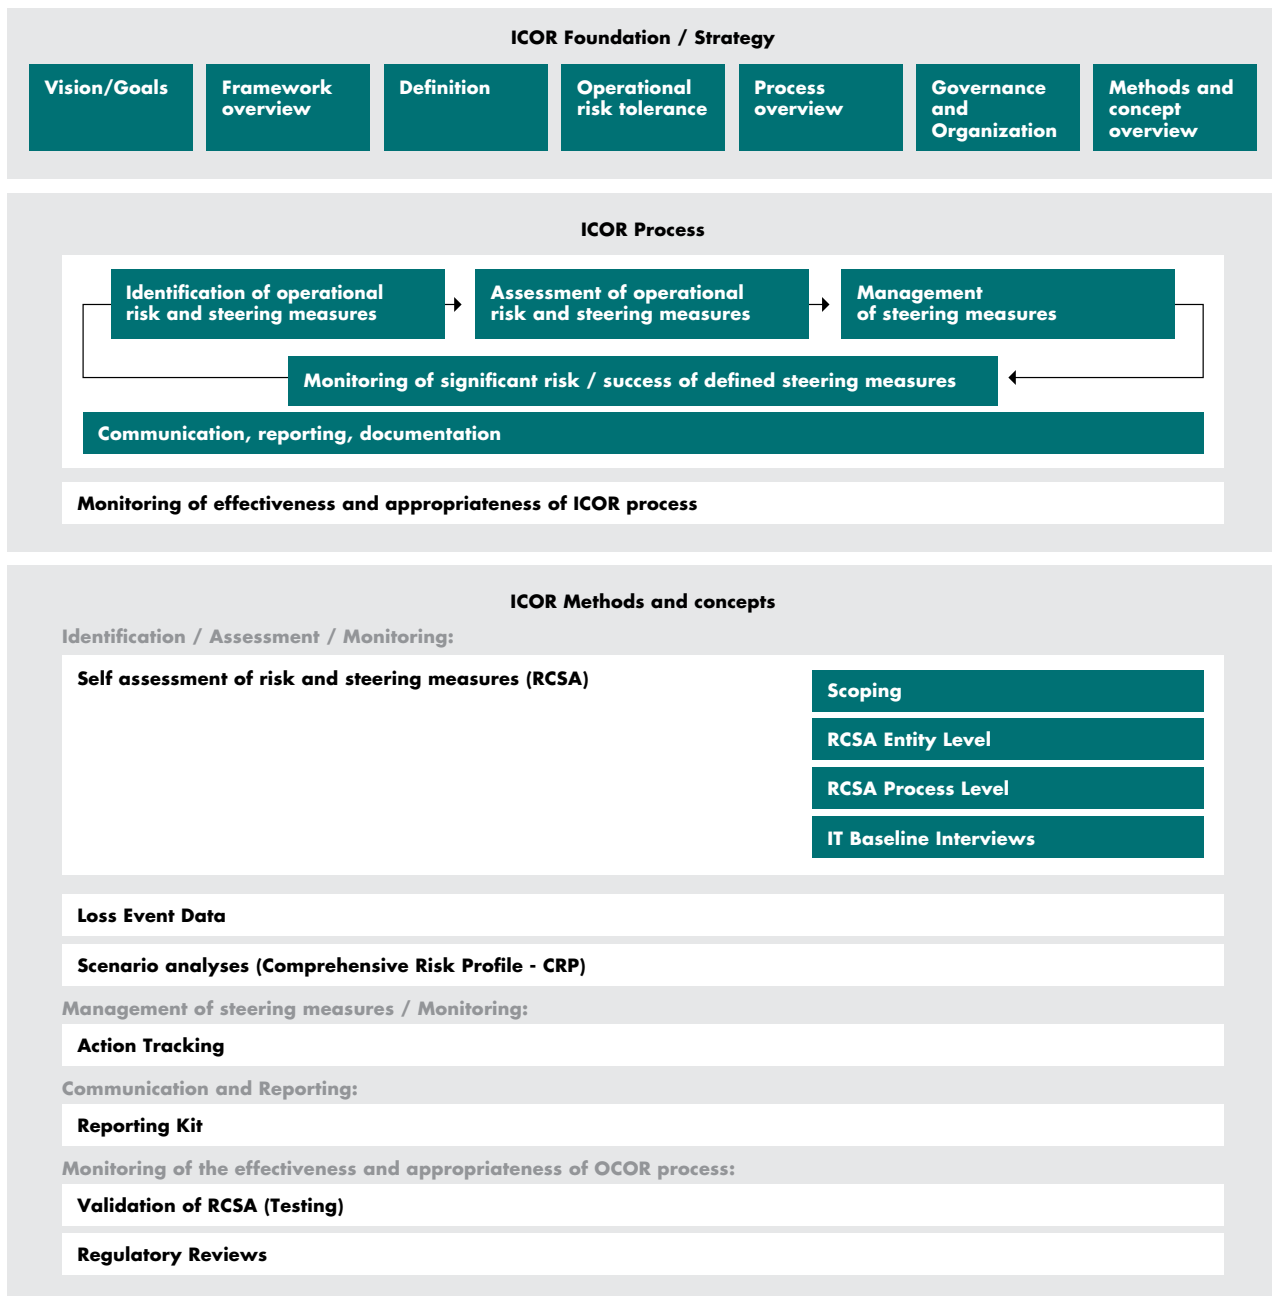 ICOR Foundation / Strategy
Vision/Goals
Framework
overview
Definition
Operational
risk tolerance
Process
overview
Governance
and
Organization
Methods and
concept
overview
ICOR Process
Identification of operational
risk and steering measures
Assessment of operational
risk and steering measures
Management
of steering measures
Monitoring of significant risk / success of defined steering measures
Communication, reporting, documentation
Monitoring of effectiveness and appropriateness of ICOR process
ICOR Methods and concepts
Identification / Assessment / Monitoring:
Self assessment of risk and steering measures (RCSA)
Scoping
RCSA Entity Level
RCSA Process Level
IT Baseline Interviews
Loss Event Data
Scenario analyses (Comprehensive Risk Profile - CRP)
Management of steering measures / Monitoring:
Action Tracking
Communication and Reporting:
Reporting Kit
Monitoring of the effectiveness and appropriateness of OCOR process:
Validation of RCSA (Testing)
Regulatory Reviews